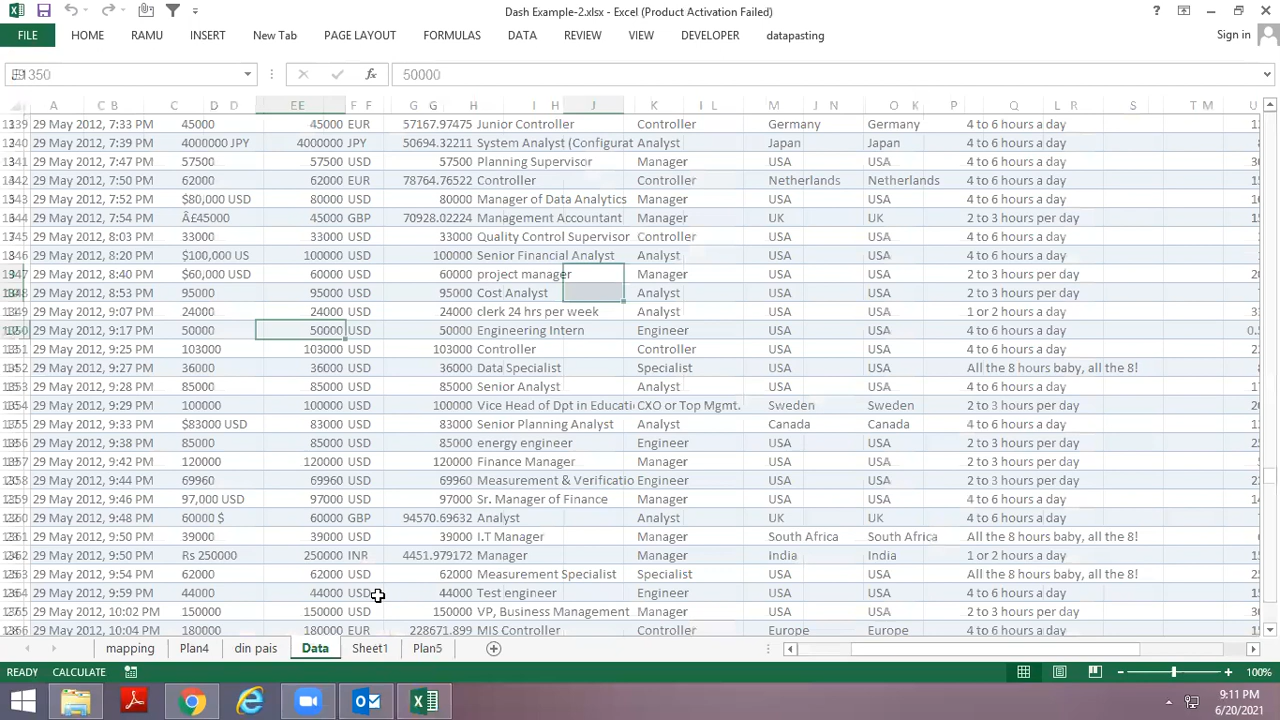 Dash Example-2.xlsx - Excel (Product Activation Failed)
FILE HOME RAMU INSERT New Tab PAGE LAYOUT FORMULAS DATA REVIEW VIEW DEVELOPER datapasting Sign in
1350 fx 50000
A C B C D D EE F F G G H I H J K I L M J N O K P Q L R S T M U
29 May 2012, 7:33 PM 45000 45000 EUR 57167.97475 Junior Controller Controller Germany Germany 4 to 6 hours a day
29 May 2012, 7:39 PM 4000000 JPY 4000000 JPY 50694.32211 System Analyst (Configurat Analyst Japan Japan 4 to 6 hours a day
29 May 2012, 7:47 PM 57500 57500 USD 57500 Planning Supervisor Manager USA USA 4 to 6 hours a day
29 May 2012, 7:50 PM 62000 62000 EUR 78764.76522 Controller Controller Netherlands Netherlands 4 to 6 hours a day
29 May 2012, 7:52 PM $80,000 USD 80000 USD 80000 Manager of Data Analytics Manager USA USA 4 to 6 hours a day
29 May 2012, 7:54 PM Â£45000 45000 GBP 70928.02224 Management Accountant Manager UK UK 2 to 3 hours per day
29 May 2012, 8:03 PM 33000 33000 USD 33000 Quality Control Supervisor Controller USA USA 4 to 6 hours a day
29 May 2012, 8:20 PM $100,000 US 100000 USD 100000 Senior Financial Analyst Analyst USA USA 4 to 6 hours a day
29 May 2012, 8:40 PM $60,000 USD 60000 USD 60000 project manager Manager USA USA 2 to 3 hours per day
29 May 2012, 8:53 PM 95000 95000 USD 95000 Cost Analyst Analyst USA USA 2 to 3 hours per day
29 May 2012, 9:07 PM 24000 24000 USD 24000 clerk 24 hrs per week Analyst USA USA 1 or 2 hours a day
29 May 2012, 9:17 PM 50000 50000 USD 50000 Engineering Intern Engineer USA USA 4 to 6 hours a day
29 May 2012, 9:25 PM 103000 103000 USD 103000 Controller Controller USA USA 4 to 6 hours a day
29 May 2012, 9:27 PM 36000 36000 USD 36000 Data Specialist Specialist USA USA All the 8 hours baby, all the 8!
29 May 2012, 9:28 PM 85000 85000 USD 85000 Senior Analyst Analyst USA USA 4 to 6 hours a day
29 May 2012, 9:29 PM 100000 100000 USD 100000 Vice Head of Dpt in Educati CXO or Top Mgmt. Sweden Sweden 2 to 3 hours per day
29 May 2012, 9:33 PM $83000 USD 83000 USD 83000 Senior Planning Analyst Analyst Canada Canada 4 to 6 hours a day
29 May 2012, 9:38 PM 85000 85000 USD 85000 energy engineer Engineer USA USA 2 to 3 hours per day
29 May 2012, 9:42 PM 120000 120000 USD 120000 Finance Manager Manager USA USA 2 to 3 hours per day
29 May 2012, 9:44 PM 69960 69960 USD 69960 Measurement & Verificatio Engineer USA USA 2 to 3 hours per day
29 May 2012, 9:46 PM 97,000 USD 97000 USD 97000 Sr. Manager of Finance Manager USA USA 4 to 6 hours a day
29 May 2012, 9:48 PM 60000 $ 60000 GBP 94570.69632 Analyst Analyst UK UK 4 to 6 hours a day
29 May 2012, 9:50 PM 39000 39000 USD 39000 I.T Manager Manager South Africa South Africa All the 8 hours baby, all the 8!
29 May 2012, 9:50 PM Rs 250000 250000 INR 4451.979172 Manager Manager India India 1 or 2 hours a day
29 May 2012, 9:54 PM 62000 62000 USD 62000 Measurement Specialist Specialist USA USA All the 8 hours baby, all the 8!
29 May 2012, 9:59 PM 44000 44000 USD 44000 Test engineer Engineer USA USA 4 to 6 hours a day
29 May 2012, 10:02 PM 150000 150000 USD 150000 VP, Business Management Manager USA USA 2 to 3 hours per day
29 May 2012, 10:04 PM 180000 180000 EUR 228671.899 MIS Controller Controller Europe Europe 4 to 6 hours a day
mapping Plan4 din pais Data Sheet1 Plan5
READY CALCULATE 100%
9:11 PM
6/20/2021